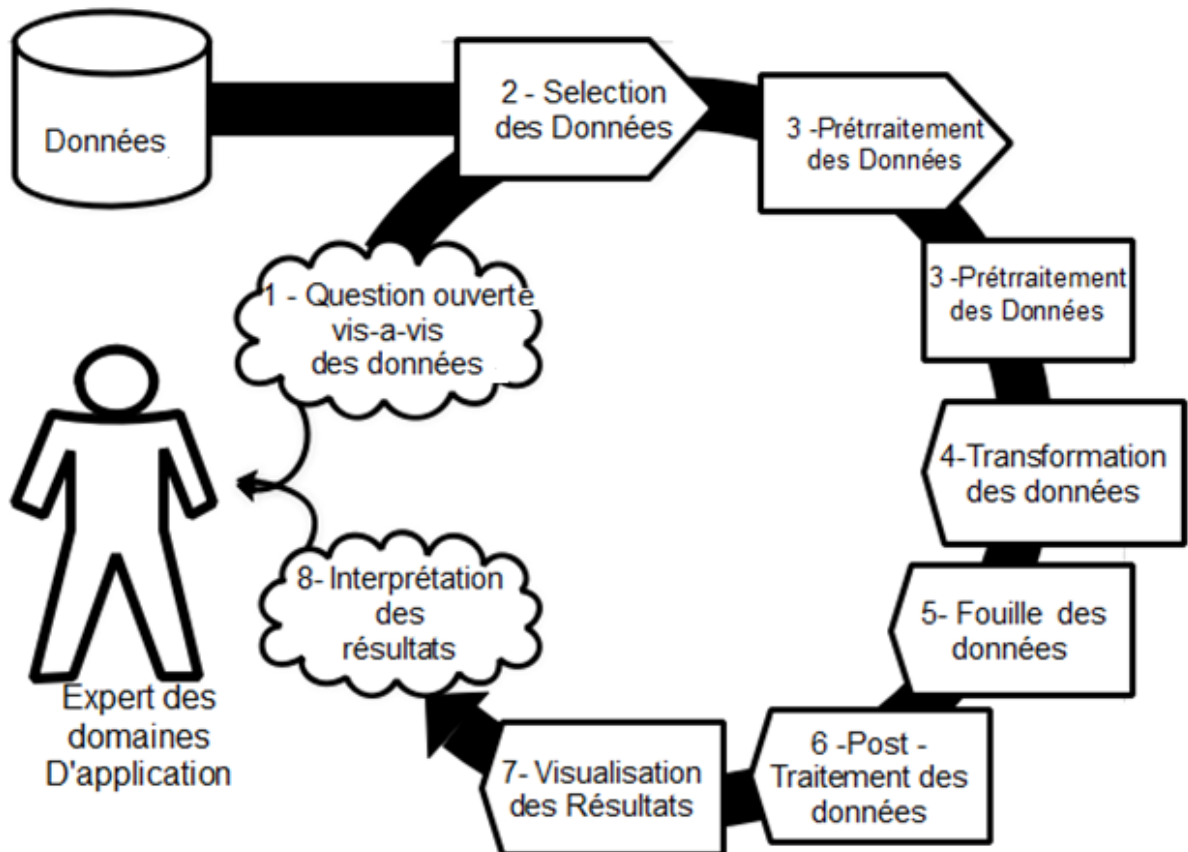 Données
2 - Selection
des Données
3 -Prétrraitement
des Données
3 -Prétrraitement
des Données
1 - Question ouverte
vis-a-vis
des données
4-Transformation
des données
5- Fouille des
données
6 -Post -
Traitement des
données
7- Visualisation
des Résultats
8- Interprétation
des
résultats
Expert des
domaines
D'application